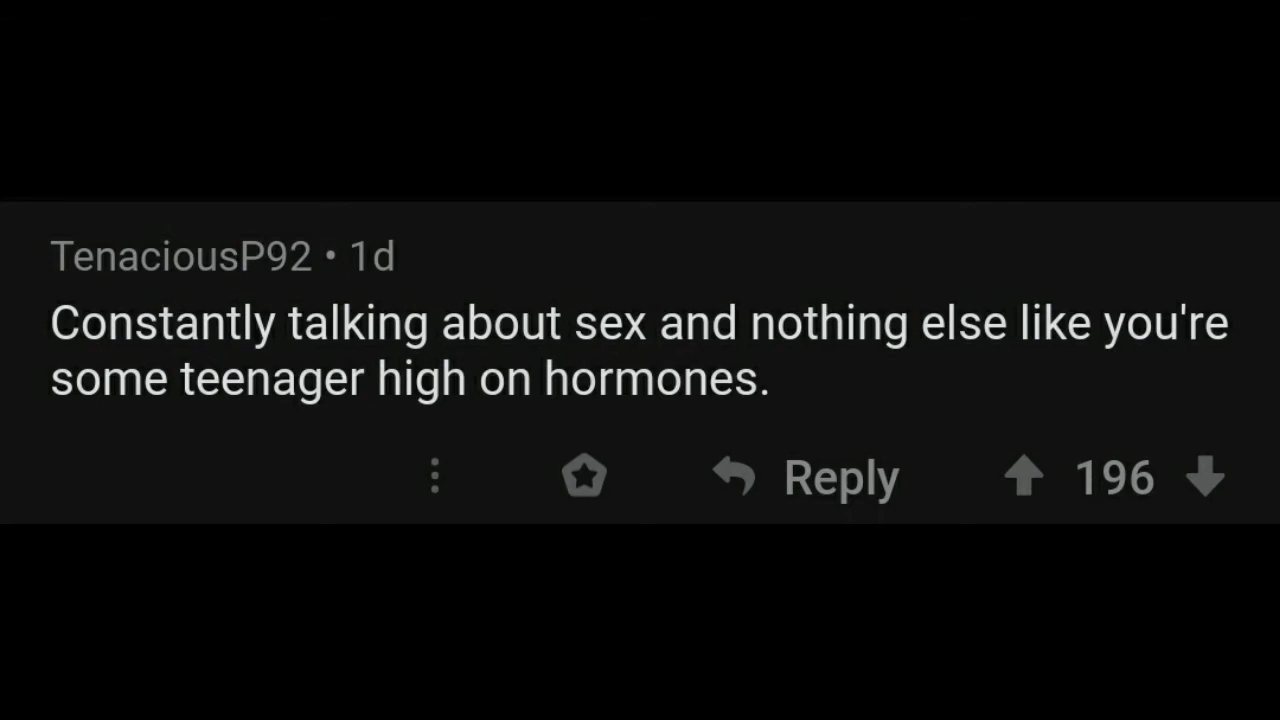 TenaciousP92 • 1d
Constantly talking about sex and nothing else like you're
some teenager high on hormones.
Reply 196